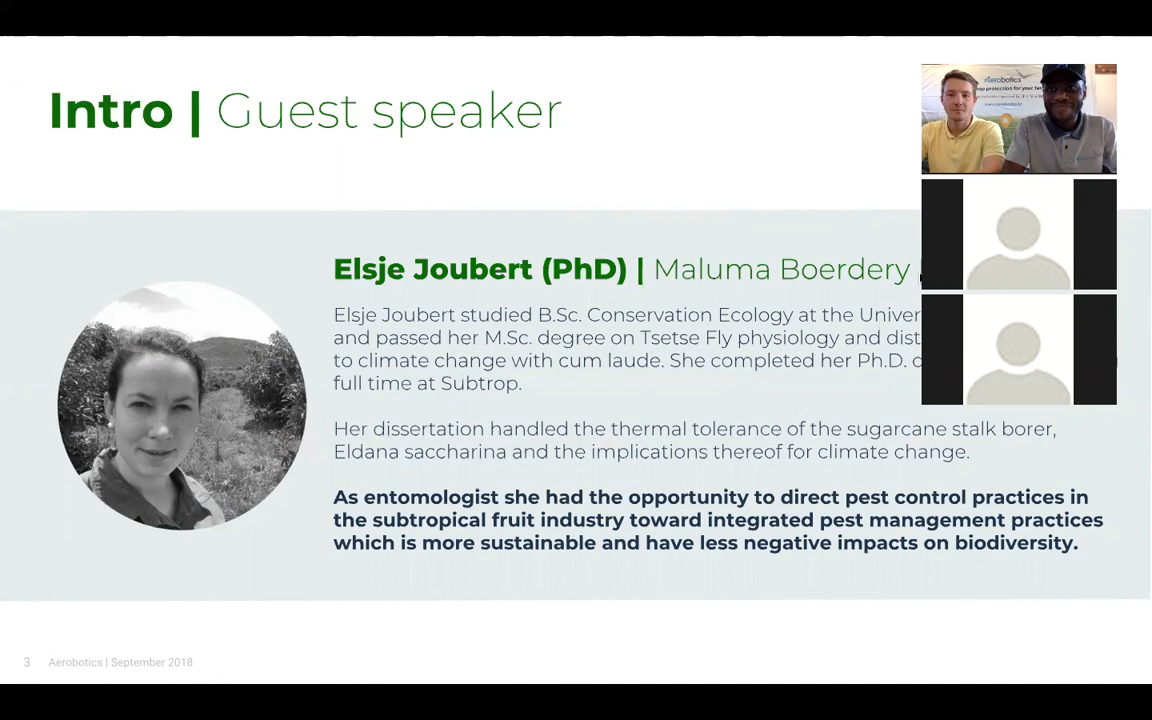 Intro | Guest speaker
Aerobotics
Elsje Joubert (PhD) | Maluma Boerdery
Elsje Joubert studied B.Sc. Conservation Ecology at the
and passed her M.Sc. degree on Tsetse Fly physiology and
to climate change with cum laude. She completed her Ph.D.
full time at Subtrop.
Her dissertation handled the thermal tolerance of the sugarcane stalk borer,
Eldana saccharina and the implications thereof for climate change.
As entomologist she had the opportunity to direct pest control practices in
the subtropical fruit industry toward integrated pest management practices
which is more sustainable and have less negative impacts on biodiversity.
3 Aerobotics | September 2018